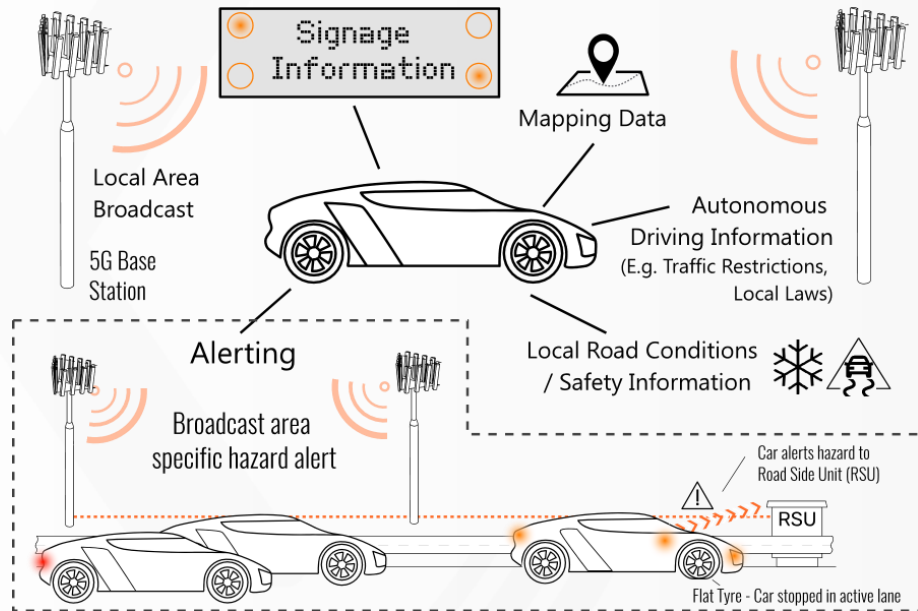 Signage
Information
Mapping Data
Local Area
Broadcast
5G Base
Station
Autonomous
Driving Information
(E.g. Traffic Restrictions,
Local Laws)
Alerting
Local Road Conditions
/ Safety Information
Broadcast area
specific hazard alert
Car alerts hazard to
Road Side Unit (RSU)
!
RSU
Flat Tyre - Car stopped in active lane